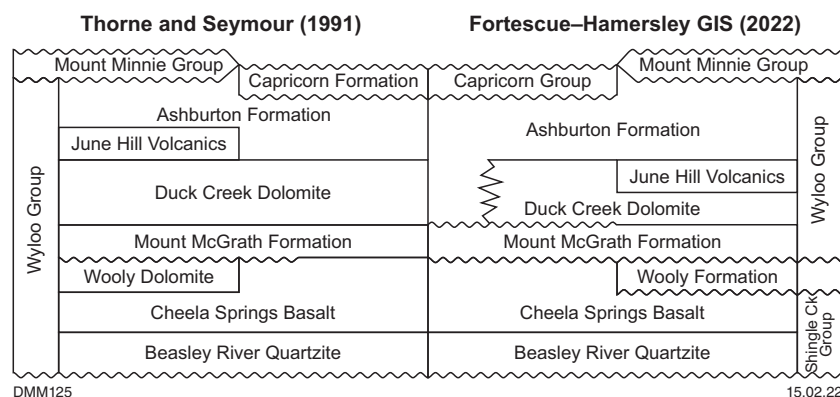 Thorne and Seymour (1991)
Fortescue–Hamersley GIS (2022)
Mount Minnie Group
Capricorn Formation
Ashburton Formation
June Hill Volcanics
Duck Creek Dolomite
Mount McGrath Formation
Wooly Dolomite
Cheela Springs Basalt
Beasley River Quartzite
Wyloo Group
Capricorn Group
Mount Minnie Group
Ashburton Formation
June Hill Volcanics
Duck Creek Dolomite
Mount McGrath Formation
Wooly Formation
Cheela Springs Basalt
Beasley River Quartzite
Wyloo Group
Shingle Ck
Group
DMM125
15.02.22